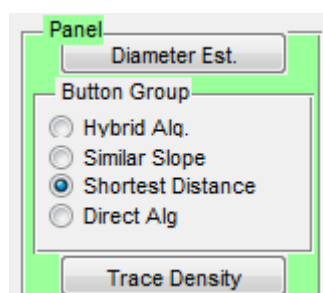 Panel
Diameter Est.
Button Group
Hybrid Alg.
Similar Slope
Shortest Distance
Direct Alg
Trace Density